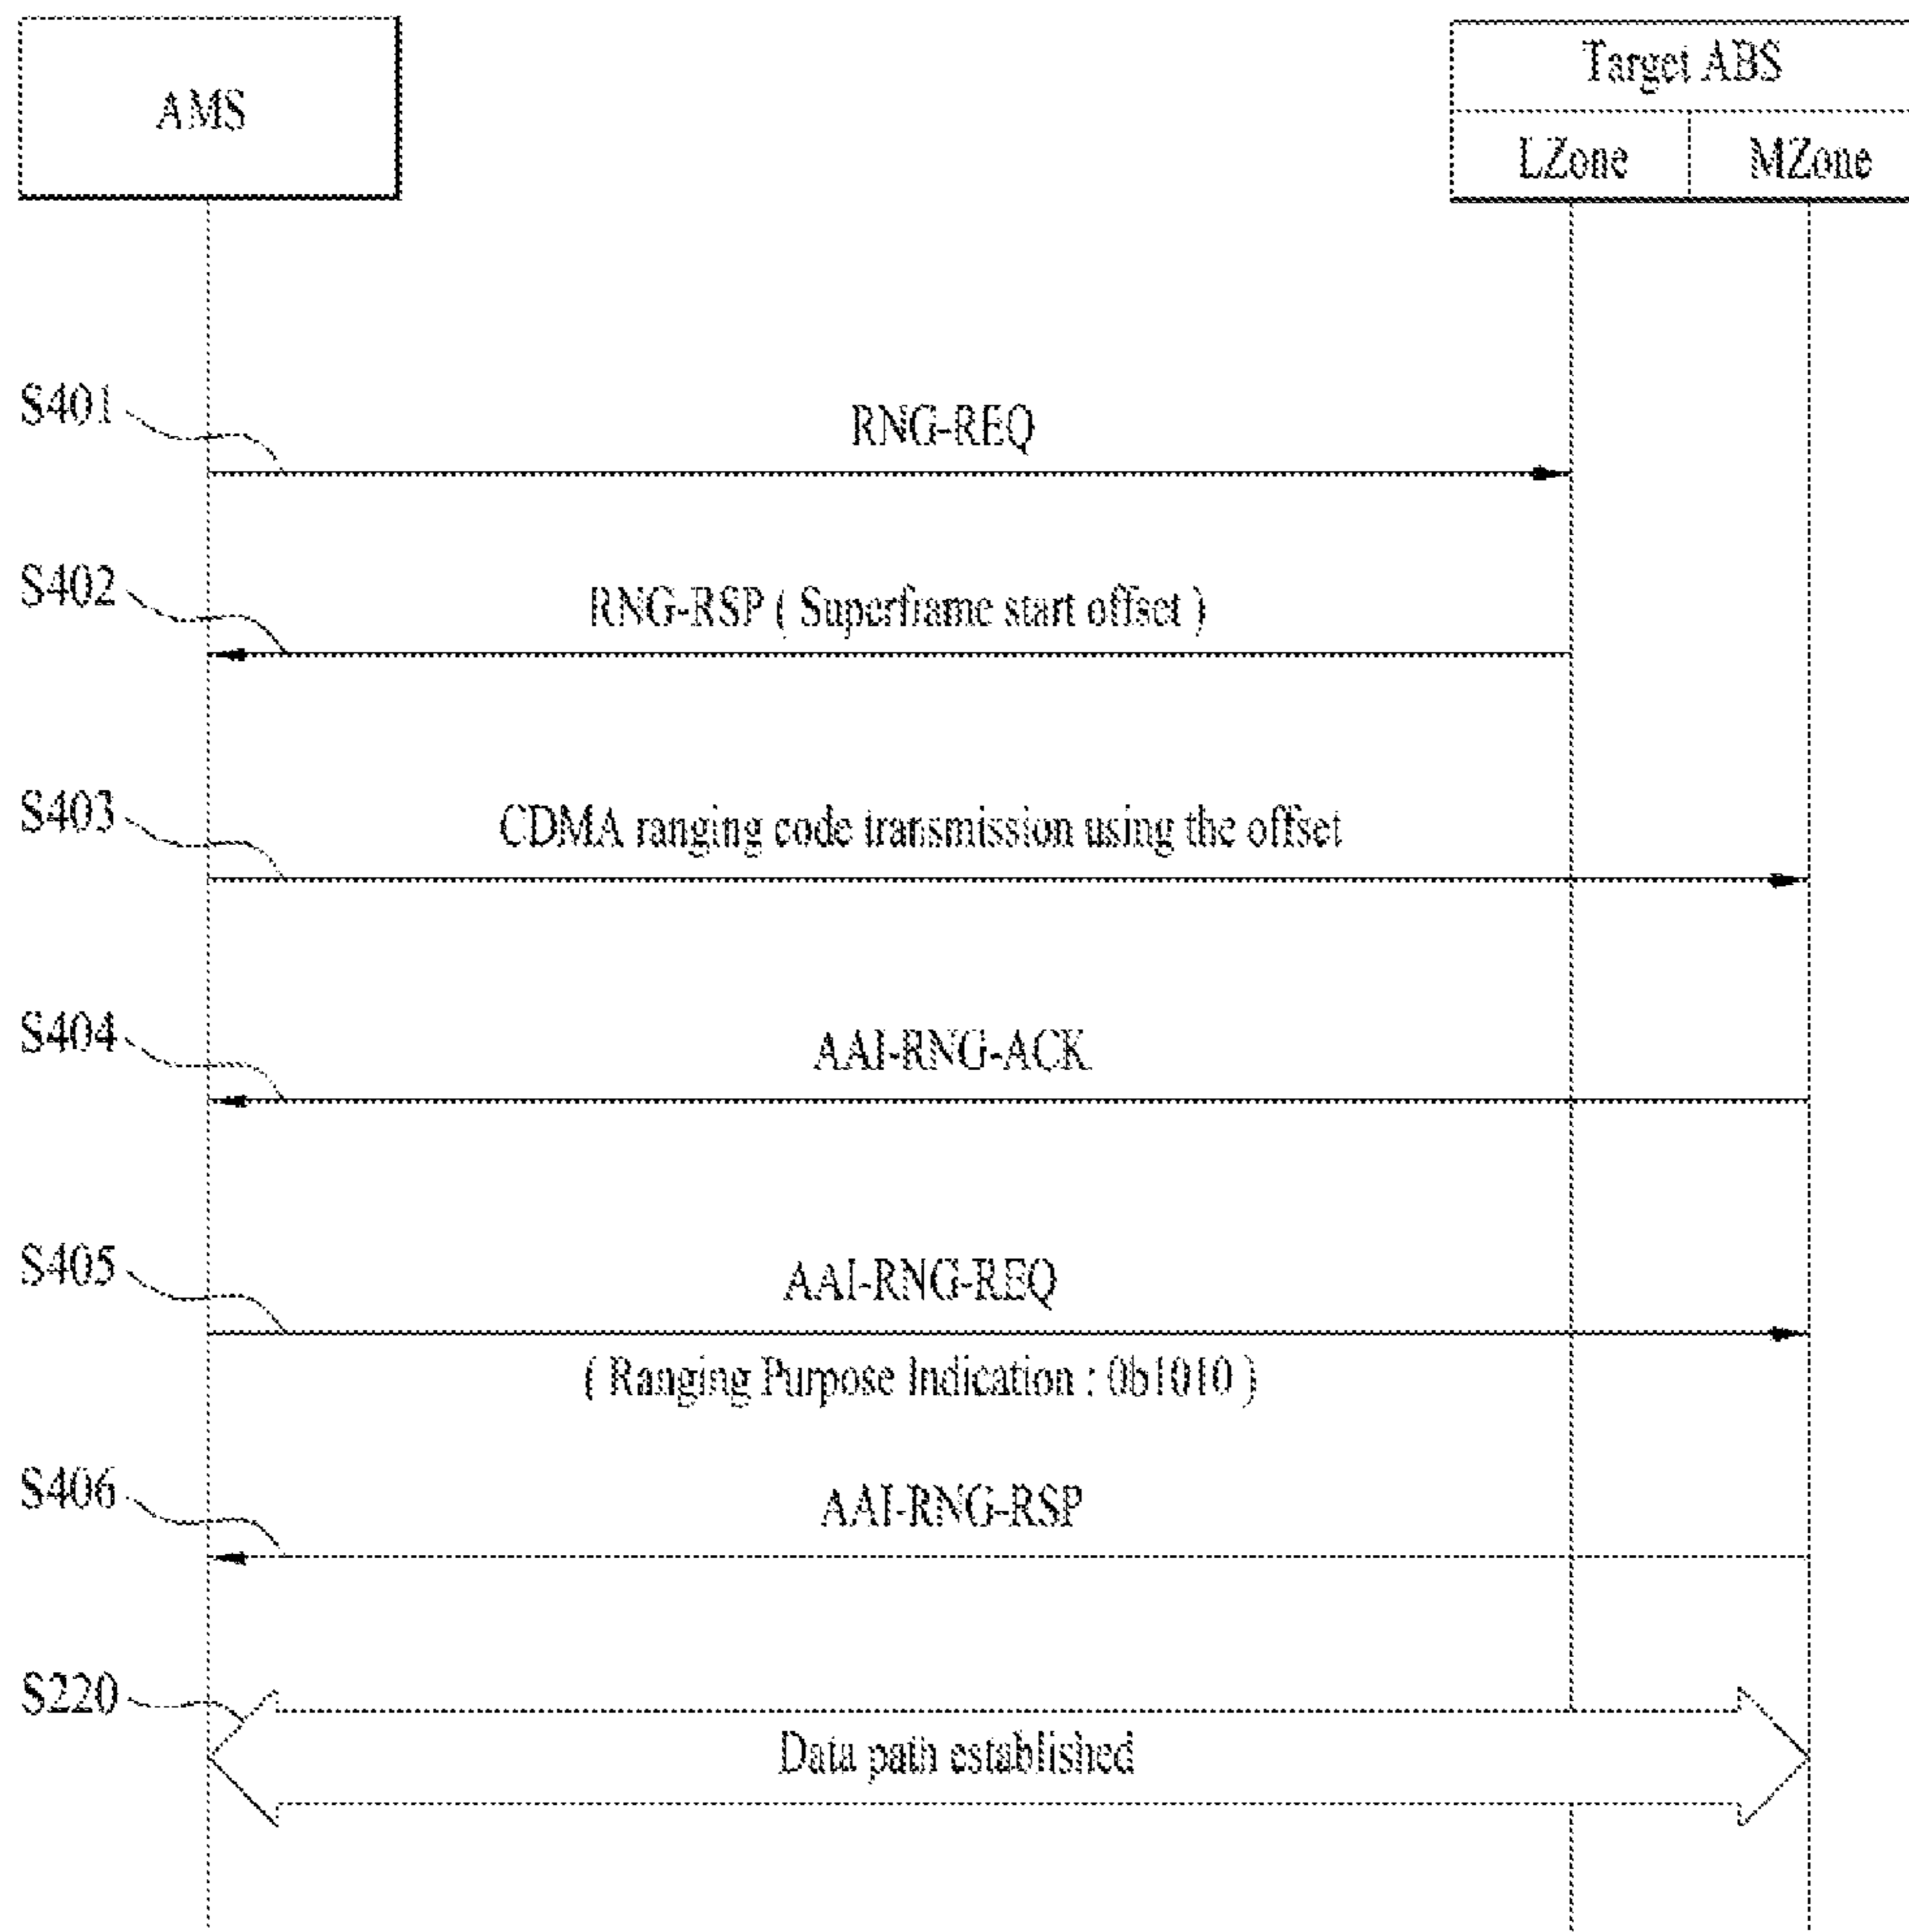 AMS
Target ABS
LZone
MZone
S401
RNG-REQ
S402
RNG-RSP ( Superframe start offset )
S403
CDMA ranging code transmission using the offset
S404
AAI-RNG-ACK
S405
AAI-RNG-REQ
( Ranging Purpose Indication : 0b1010 )
S406
AAI-RNG-RSP
S220
Data path established